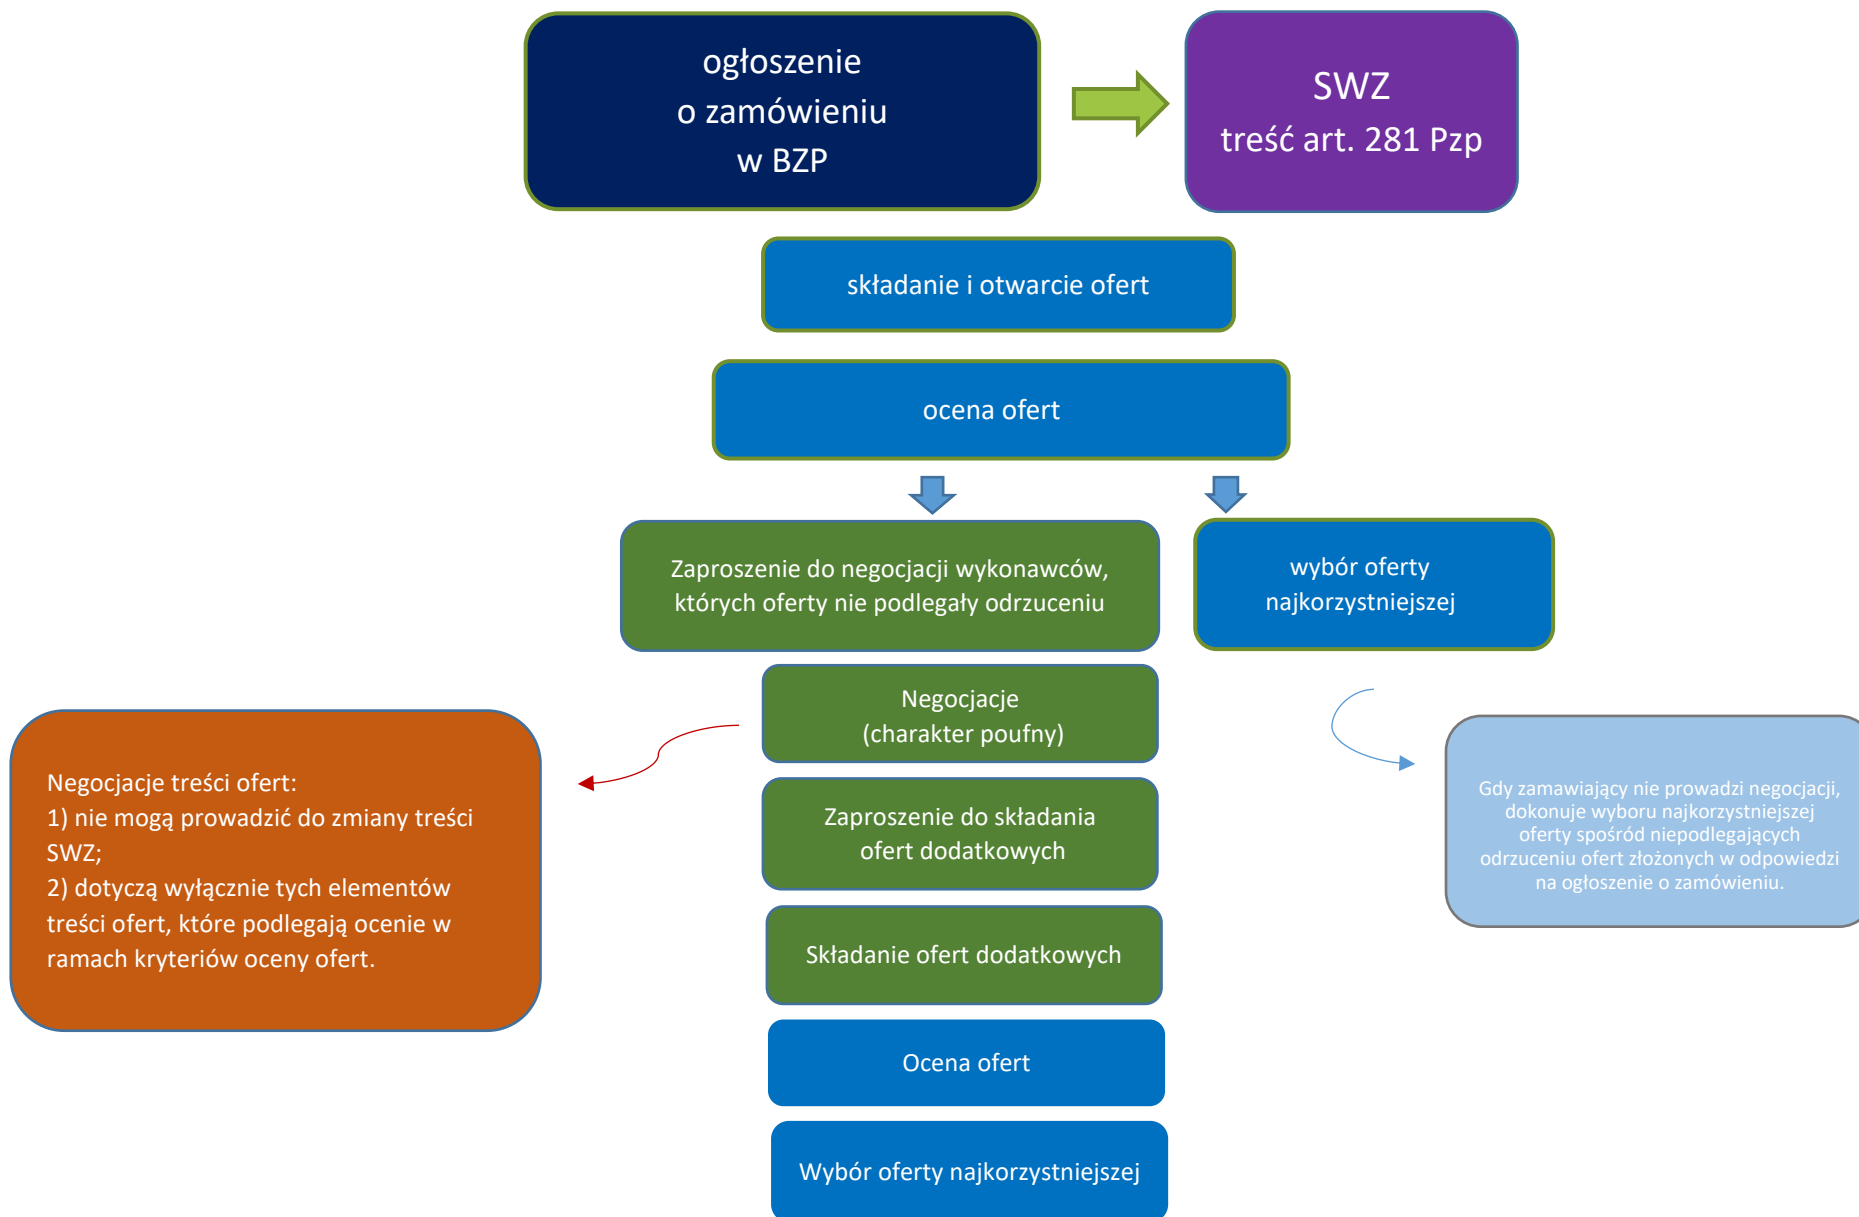 ogłoszenie
o zamówieniu
w BZP
SWZ
treść art. 281 Pzp
składanie i otwarcie ofert
ocena ofert
Zaproszenie do negocjacji wykonawców,
których oferty nie podlegały odrzuceniu
wybór oferty
najkorzystniejszej
Negocjacje
(charakter poufny)
Negocjacje treści ofert:
1) nie mogą prowadzić do zmiany treści
SWZ;
2) dotyczą wyłącznie tych elementów
treści ofert, które podlegają ocenie w
ramach kryteriów oceny ofert.
Gdy zamawiający nie prowadzi negocjacji,
dokonuje wyboru najkorzystniejszej
oferty spośród niepodlegających
odrzuceniu ofert złożonych w odpowiedzi
na ogłoszenie o zamówieniu.
Zaproszenie do składania
ofert dodatkowych
Składanie ofert dodatkowych
Ocena ofert
Wybór oferty najkorzystniejszej